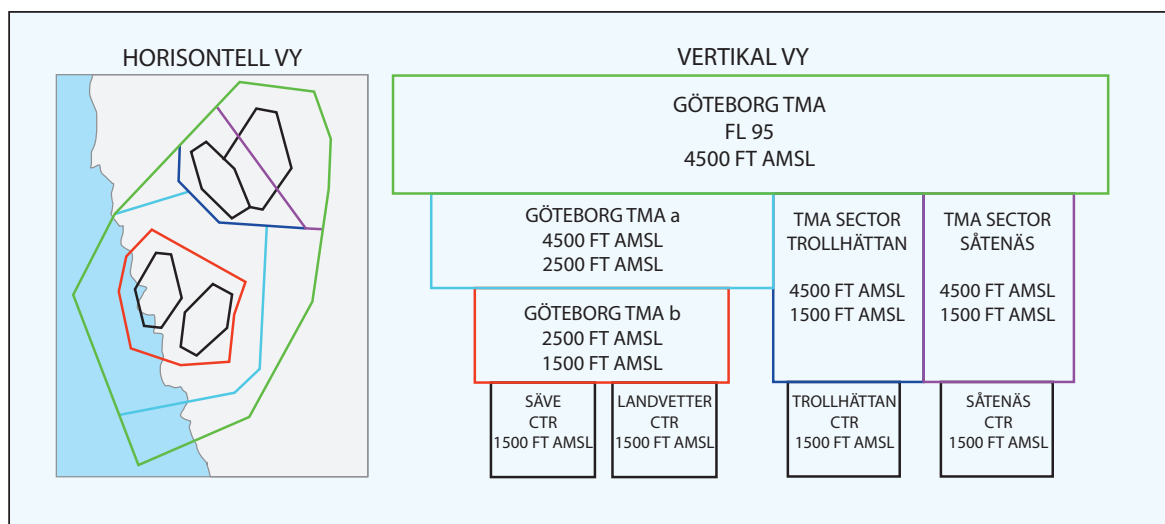 HORISONTELL VY
VERTIKAL VY
GÖTEBORG TMA
FL 95
4500 FT AMSL
GÖTEBORG TMA a
4500 FT AMSL
2500 FT AMSL
TMA SECTOR
TROLLHÄTTAN
4500 FT AMSL
1500 FT AMSL
TMA SECTOR
SÅTENÄS
4500 FT AMSL
1500 FT AMSL
GÖTEBORG TMA b
2500 FT AMSL
1500 FT AMSL
SÄVE
CTR
1500 FT AMSL
LANDVETTER
CTR
1500 FT AMSL
TROLLHÄTTAN
CTR
1500 FT AMSL
SÅTENÄS
CTR
1500 FT AMSL